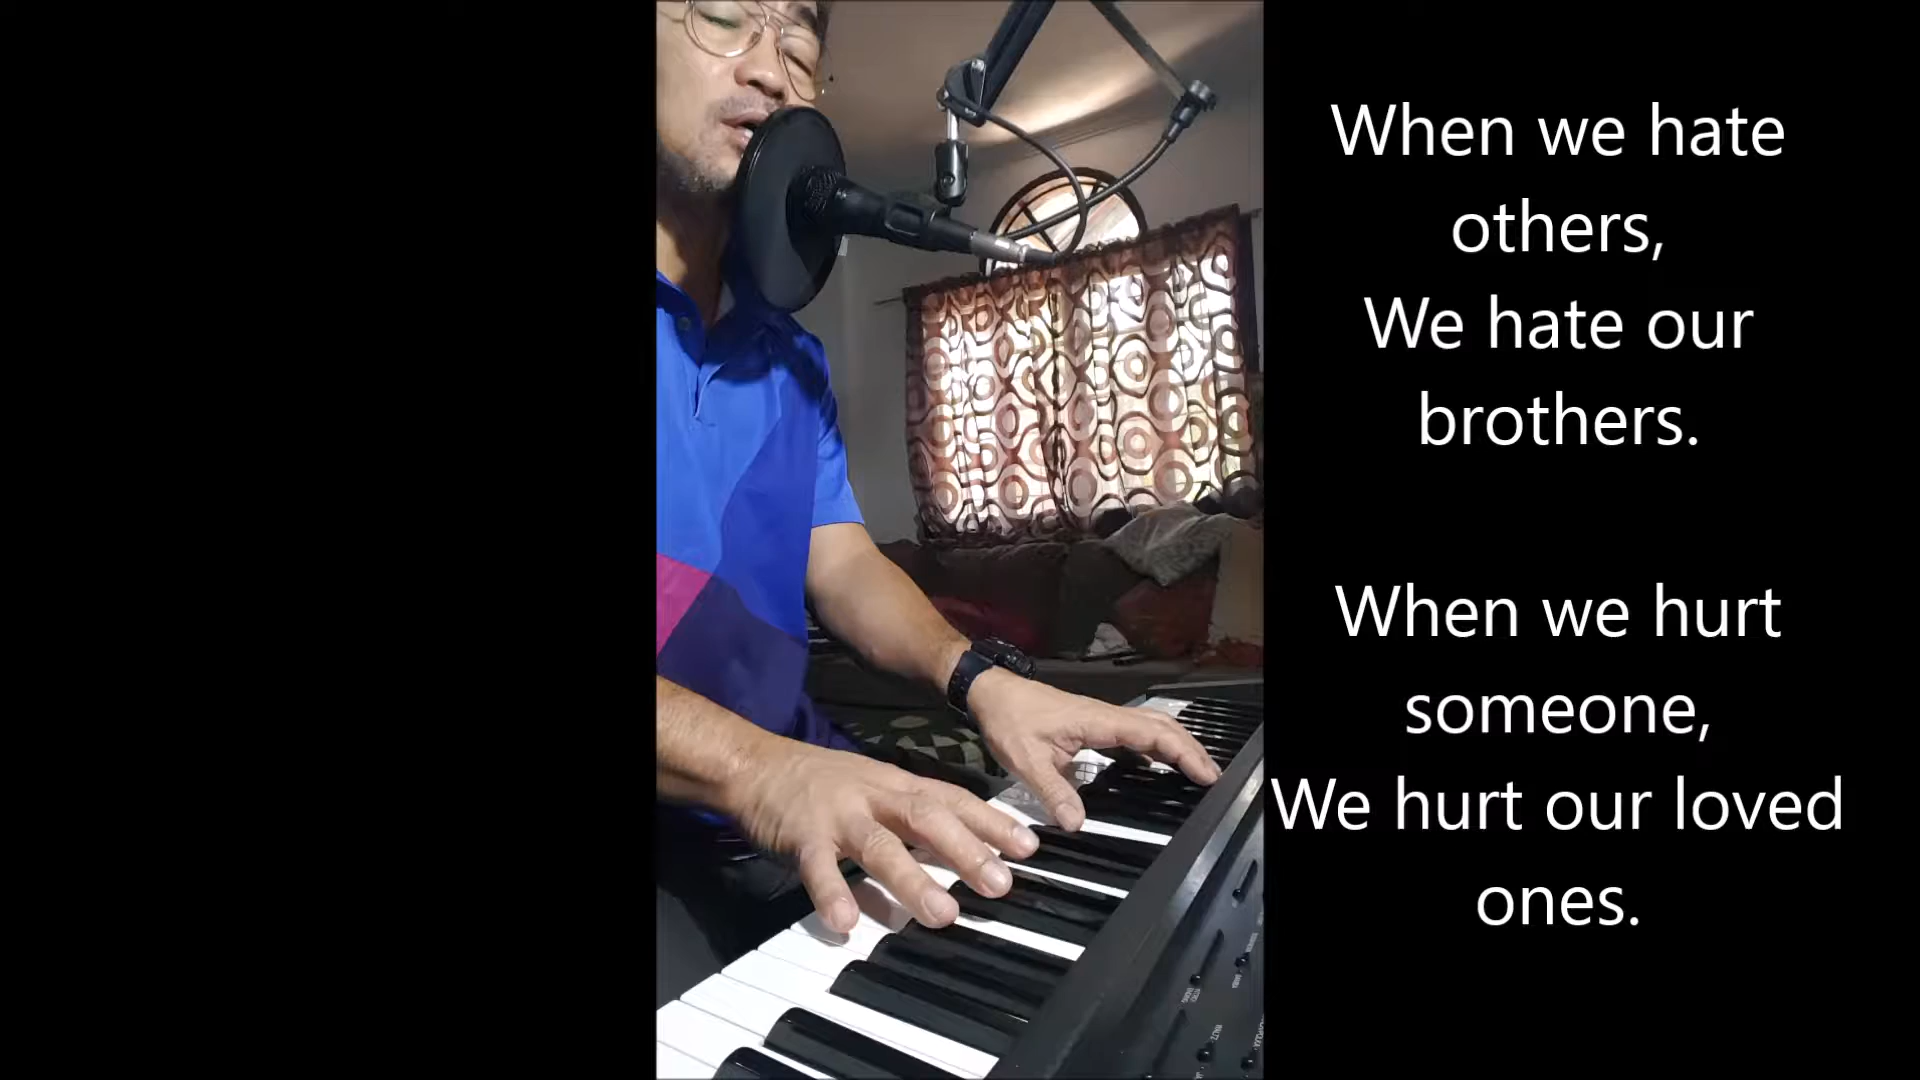 When we hate
others,
We hate our
brothers.
When we hurt
someone,
We hurt our loved
ones.